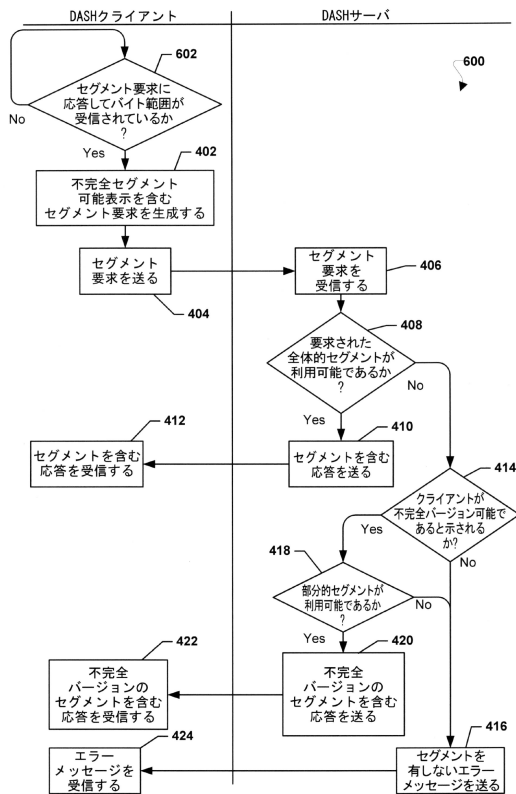 DASHクライアント
DASHサーバ
600
602
セグメント要求に
応答してバイト範囲が
受信されているか
?
No
Yes
402
不完全セグメント
可能表示を含む
セグメント要求を生成する
セグメント
要求を送る
404
セグメント
要求を
受信する
406
408
要求された
全体的セグメントが
利用可能であるか
?
No
Yes
412
セグメントを含む
応答を受信する
410
セグメントを含む
応答を送る
414
クライアントが
不完全バージョン可能で
あると示される
か?
Yes
No
418
部分的セグメントが
利用可能であるか
?
No
Yes
422
不完全
バージョンの
セグメントを含む
応答を受信する
420
不完全
バージョンの
セグメントを含む
応答を送る
424
エラー
メッセージを
受信する
416
セグメントを
有しないエラー
メッセージを送る